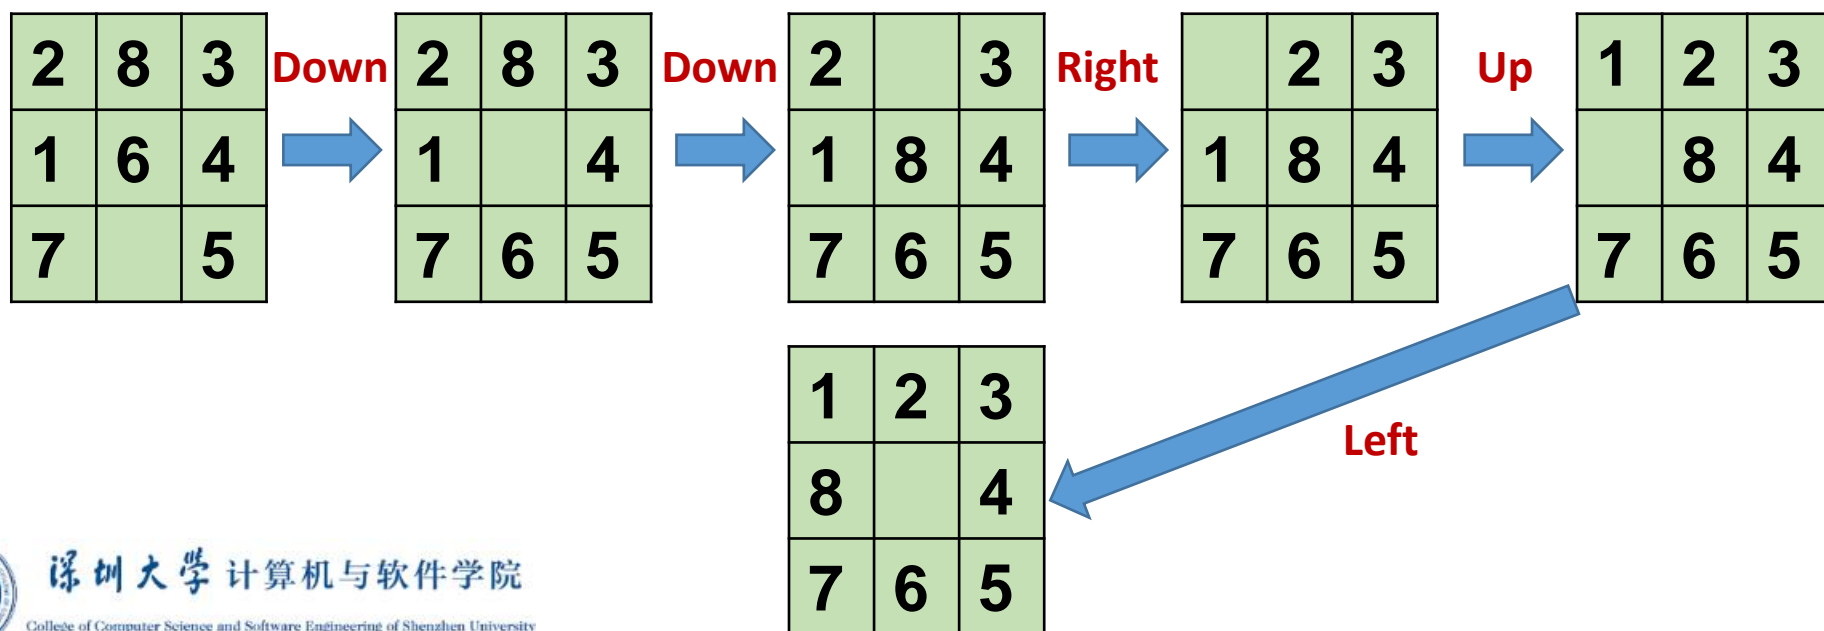 2 8 3 Down 2 8 3 Down 2 3 Right 2 3 Up 1 2 3
1 6 4 1 4 1 8 4 1 8 4 8 4
7 5 7 6 5 7 6 5 7 6 5 7 6 5
1 2 3
8 4 Left
7 6 5
深圳大学 计算机与软件学院
College of Computer Science and Software Engineering of Shenzhen University